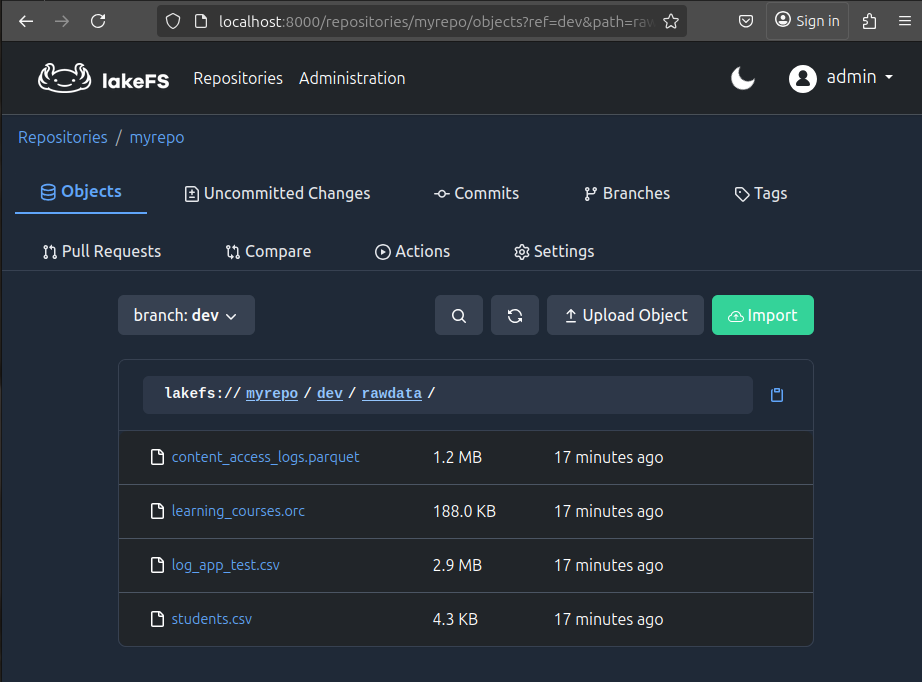 localhost:8000/repositories/myrepo/objects?ref=dev&path=raw
Sign in
lakeFS Repositories Administration admin
Repositories / myrepo
Objects Uncommitted Changes Commits Branches Tags
Pull Requests Compare Actions Settings
branch: dev Upload Object Import
lakefs:// myrepo / dev / rawdata /
content_access_logs.parquet 1.2 MB 17 minutes ago
learning_courses.orc 188.0 KB 17 minutes ago
log_app_test.csv 2.9 MB 17 minutes ago
students.csv 4.3 KB 17 minutes ago